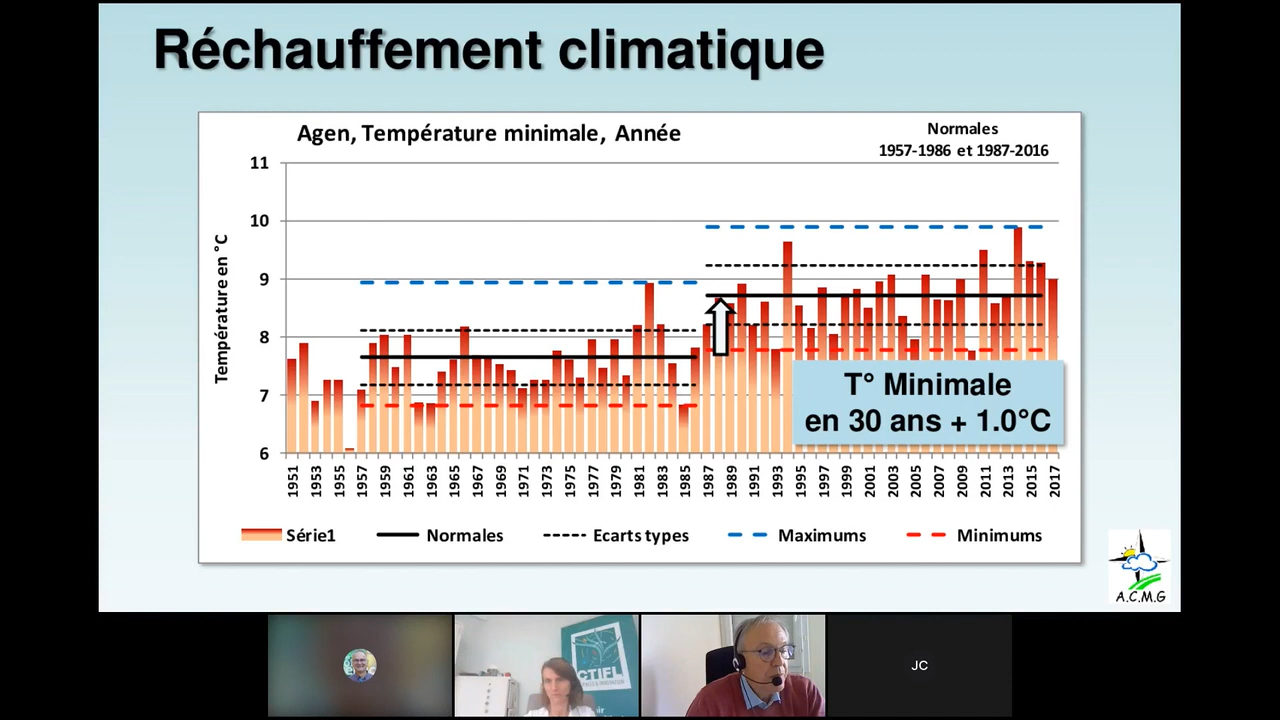 Réchauffement climatique
Agen, Température minimale, Année
Normales
1957-1986 et 1987-2016
Température en °C
11
10
9
8
7
6
T° Minimale
en 30 ans + 1.0°C
1951
1953
1955
1957
1959
1961
1963
1965
1967
1969
1971
1973
1975
1977
1979
1981
1983
1985
1987
1989
1991
1993
1995
1997
1999
2001
2003
2005
2007
2009
2011
2013
2015
2017
Série1
Normales
Ecarts types
Maximums
Minimums
A.C.M.G
CTIFL
JC